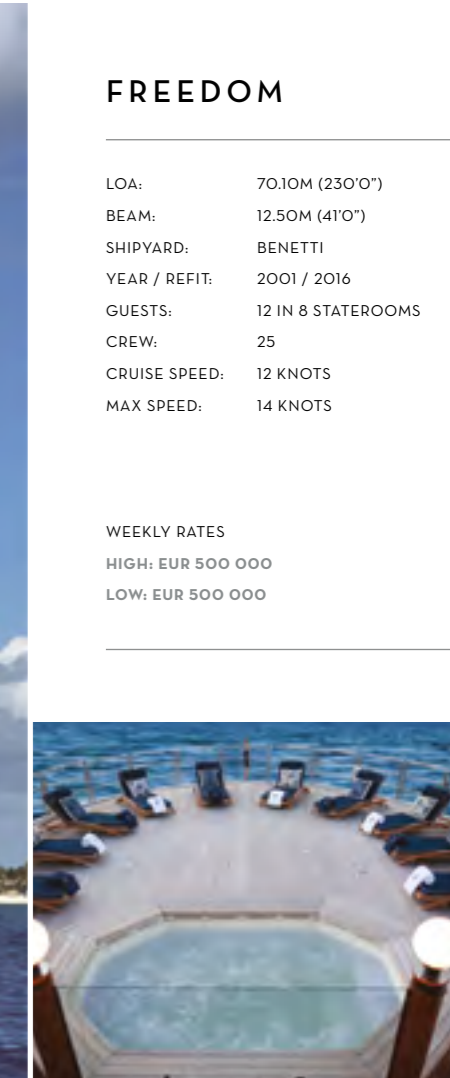 FREEDOM
LOA: 70.10M (230'0")
BEAM: 12.50M (41'0")
SHIPYARD: BENETTI
YEAR / REFIT: 2001 / 2016
GUESTS: 12 IN 8 STATEROOMS
CREW: 25
CRUISE SPEED: 12 KNOTS
MAX SPEED: 14 KNOTS
WEEKLY RATES
HIGH: EUR 500 000
LOW: EUR 500 000